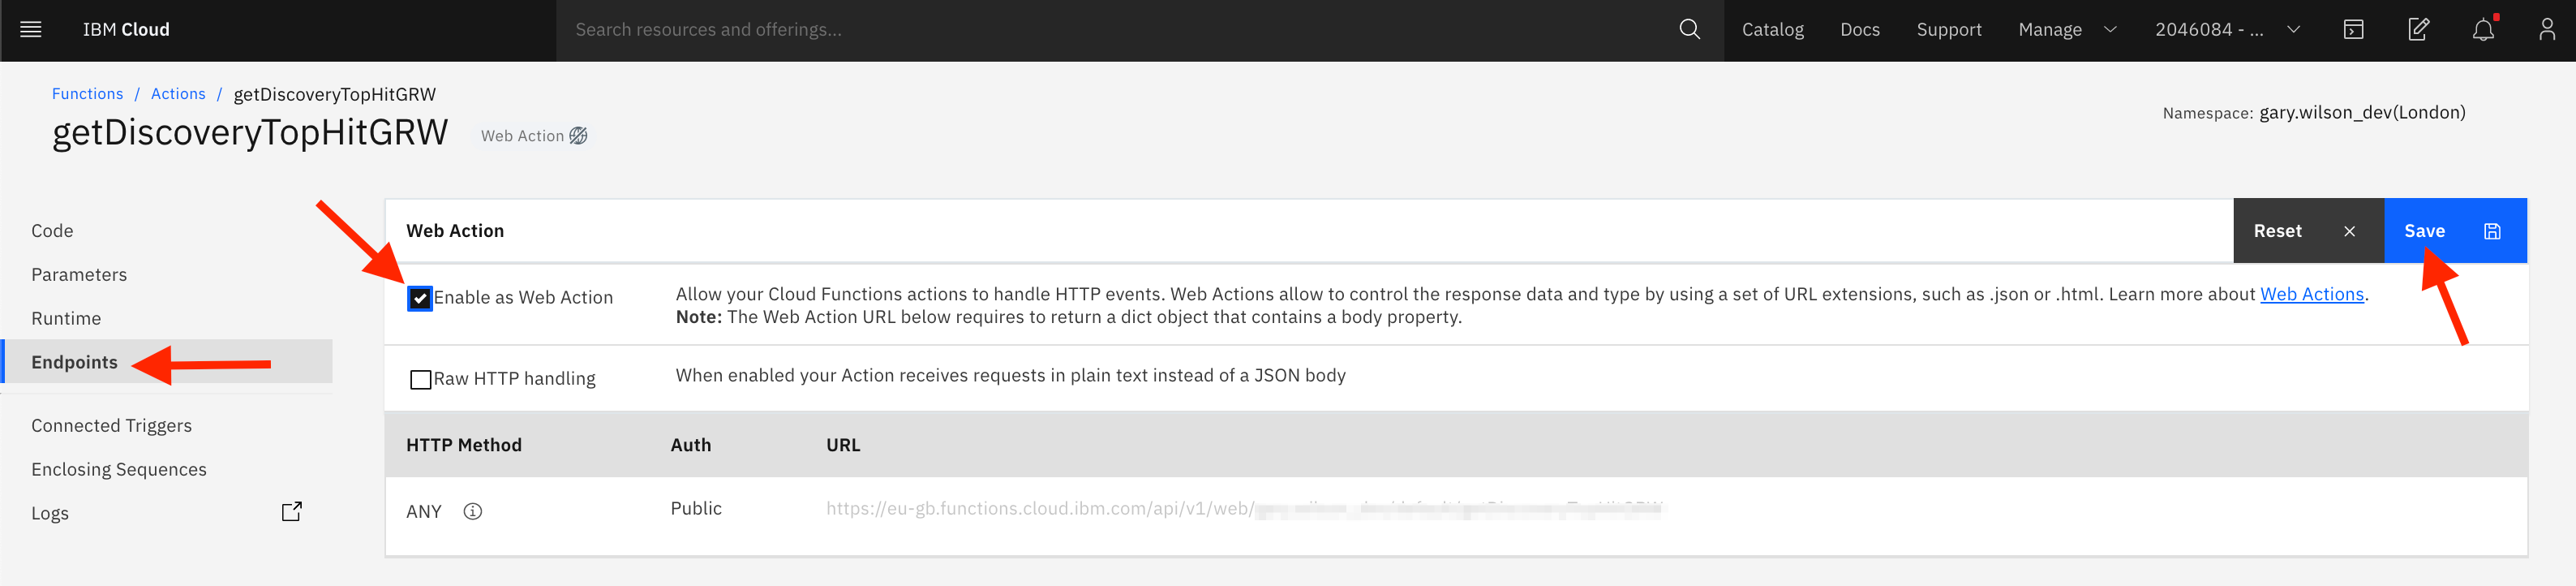 IBM Cloud
Search resources and offerings...
Catalog
Docs
Support
Manage
2046084 - ...
Functions / Actions / getDiscoveryTopHitGRW
getDiscoveryTopHitGRW
Web Action
Namespace: gary.wilson_dev(London)
Code
Parameters
Runtime
Endpoints
Connected Triggers
Enclosing Sequences
Logs
Web Action
Reset
Save
Enable as Web Action
Allow your Cloud Functions actions to handle HTTP events. Web Actions allow to control the response data and type by using a set of URL extensions, such as .json or .html. Learn more about Web Actions.
Note: The Web Action URL below requires to return a dict object that contains a body property.
Raw HTTP handling
When enabled your Action receives requests in plain text instead of a JSON body
HTTP Method
Auth
URL
ANY
Public
https://eu-gb.functions.cloud.ibm.com/api/v1/web/